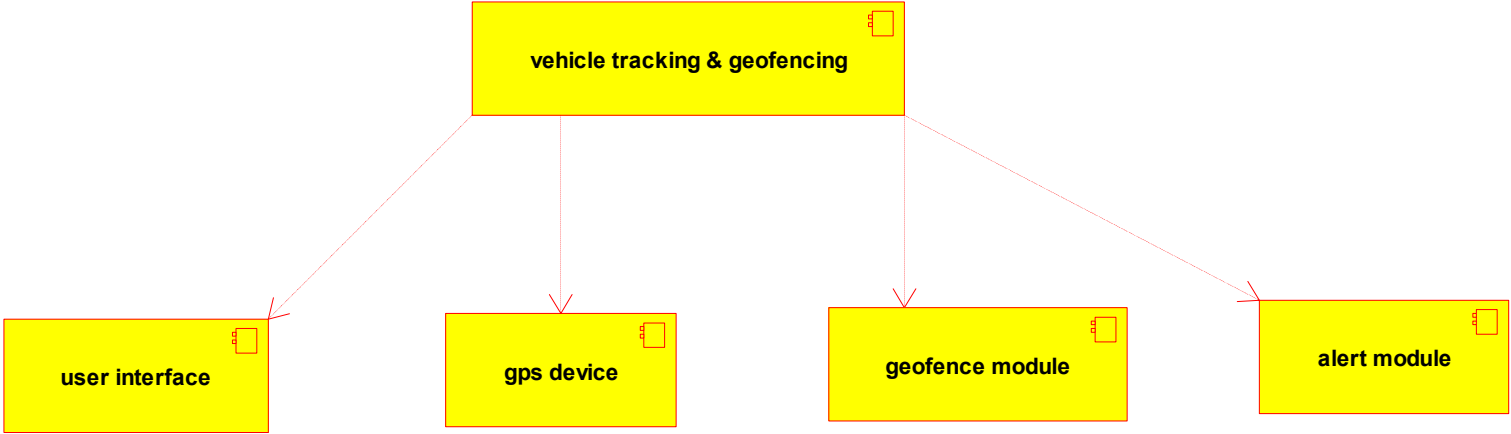 vehicle tracking & geofencing
user interface
gps device
geofence module
alert module